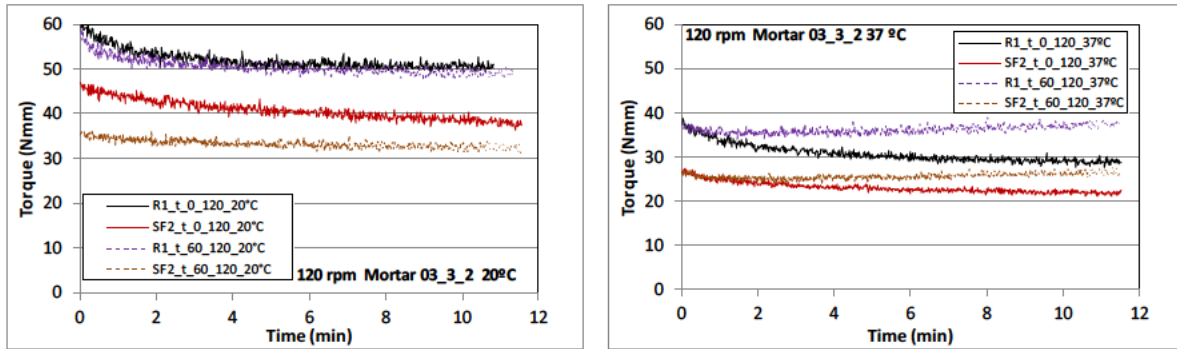 60
50
40
30
20
10
0
Torque (Nmm)
R1_t_0_120_20°C
SF2_t_0_120_20°C
R1_t_60_120_20°C
SF2_t_60_120_20°C
120 rpm Mortar 03_3_2 20ºC
0 2 4 6 8 10 12
Time (min)
60
50
40
30
20
10
0
Torque (Nmm)
120 rpm Mortar 03_3_2 37 ºC
R1_t_0_120_37ºC
SF2_t_0_120_37ºC
R1_t_60_120_37ºC
SF2_t_60_120_37ºC
0 2 4 6 8 10 12
Time (min)